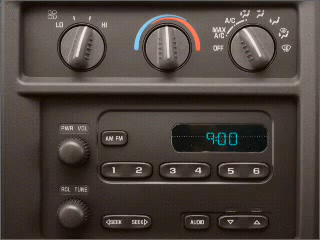 LO HI
A/C
MAX
A/C
OFF
PWR VOL
AM FM
9:00
1 2 3 4 5 6
RCL TUNE
SEEK SEEK
AUDIO